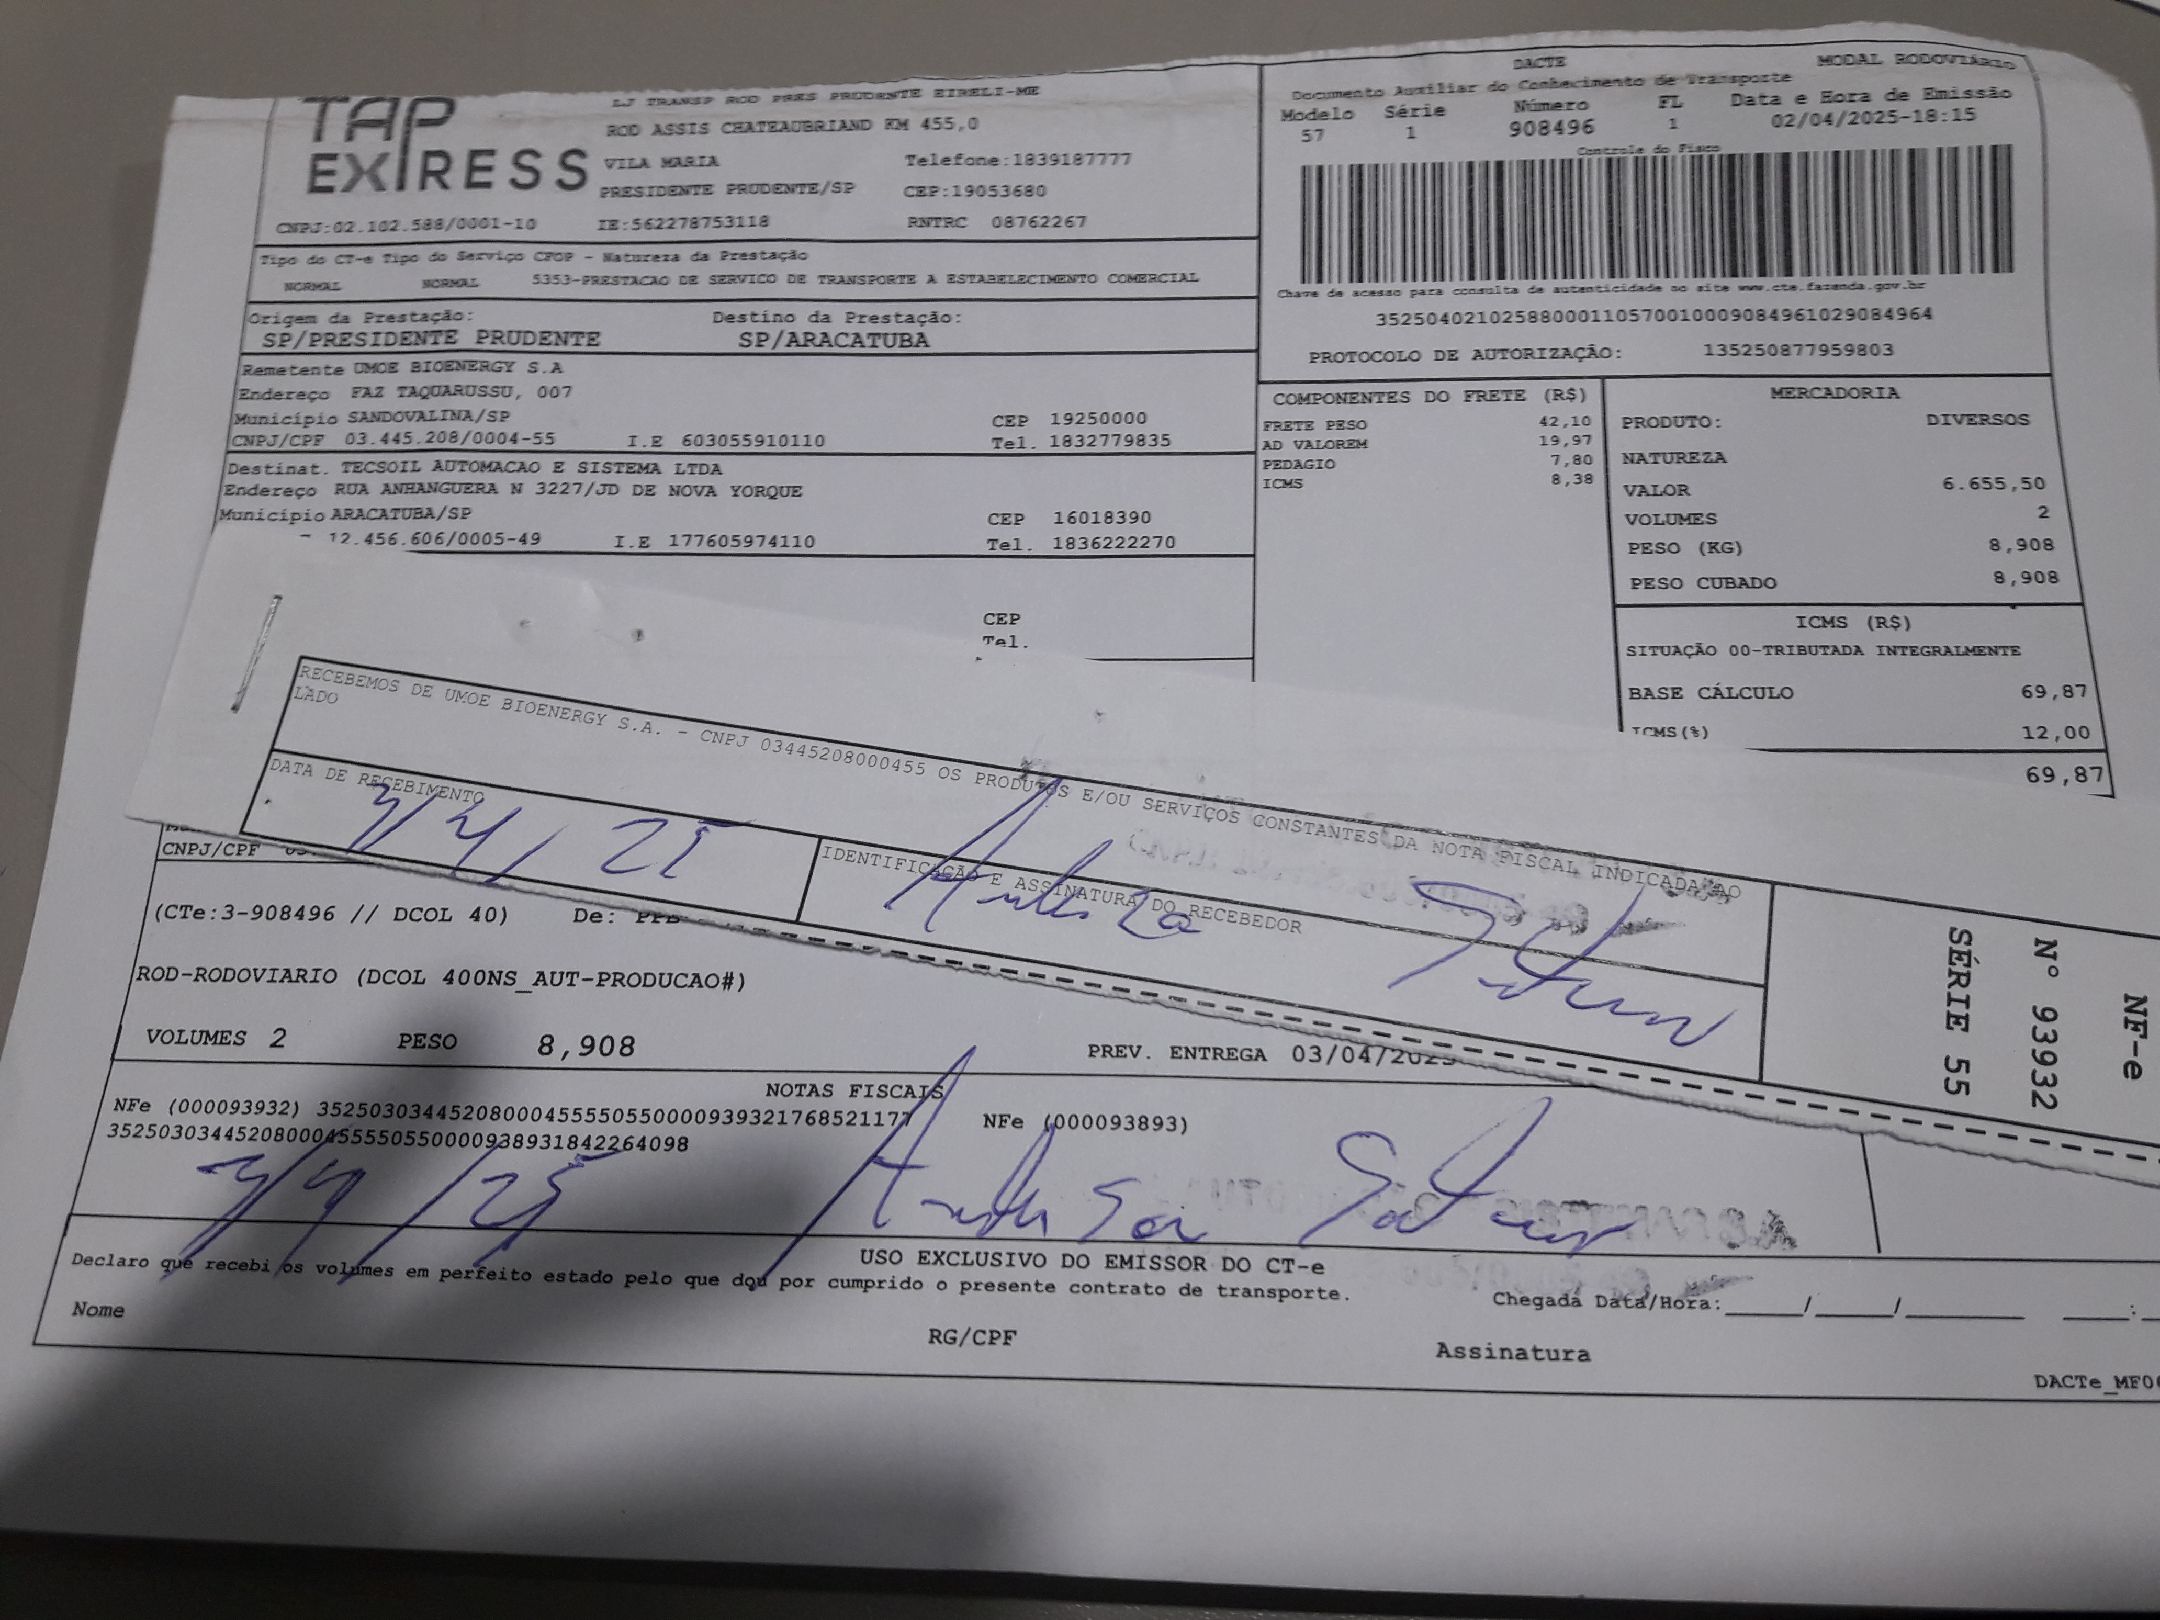 TAP
EXPRESS
LJ TRANSP ROD PRES PRUDENTE EIRELI-ME
ROD ASSIS CHATEAUBRIAND KM 455,0
VILA MARIA Telefone:1839187777
PRESIDENTE PRUDENTE/SP CEP:19053680
CNPJ:02.102.588/0001-10 IE:562278753118 RNTRC 08762267
DACTE MODAL RODOVIÁRIO
Documento Auxiliar do Conhecimento de Transporte
Modelo Série Número FL Data e Hora de Emissão
57 1 908496 1 02/04/2025-18:15
Controle do Fisco
Chave de acesso para consulta de autenticidade no site www.cte.fazenda.gov.br
35250402102588000110570010009084961029084964
PROTOCOLO DE AUTORIZAÇÃO: 135250877959803
Tipo do CT-e Tipo do Serviço CFOP - Natureza da Prestação
NORMAL NORMAL 5353-PRESTACAO DE SERVICO DE TRANSPORTE A ESTABELECIMENTO COMERCIAL
Origem da Prestação: Destino da Prestação:
SP/PRESIDENTE PRUDENTE SP/ARACATUBA
Remetente UMOE BIOENERGY S.A
Endereço FAZ TAQUARUSSU, 007
Município SANDOVALINA/SP CEP 19250000
CNPJ/CPF 03.445.208/0004-55 I.E 603055910110 Tel. 1832779835
Destinat. TECSOIL AUTOMACAO E SISTEMA LTDA
Endereço RUA ANHANGUERA N 3227/JD DE NOVA YORQUE
Município ARACATUBA/SP CEP 16018390
12.456.606/0005-49 I.E 177605974110 Tel. 1836222270
CEP
Tel.
COMPONENTES DO FRETE (R$)
FRETE PESO 42,10
AD VALOREM 19,97
PEDAGIO 7,80
ICMS 8,38
MERCADORIA
PRODUTO: DIVERSOS
NATUREZA
VALOR 6.655,50
VOLUMES 2
PESO (KG) 8,908
PESO CUBADO 8,908
ICMS (R$)
SITUAÇÃO 00-TRIBUTADA INTEGRALMENTE
BASE CÁLCULO 69,87
ICMS(%) 12,00
69,87
RECEBEMOS DE UMOE BIOENERGY S.A. - CNPJ 03445208000455 OS PRODUTOS E/OU SERVIÇOS CONSTANTES DA NOTA FISCAL INDICADA AO
LADO
DATA DE RECEBIMENTO
3/4/25
IDENTIFICAÇÃO E ASSINATURA DO RECEBEDOR
NF-e
Nº 93932
SÉRIE 55
CNPJ/CPF
(CTe:3-908496 // DCOL 40) De: PPB
ROD-RODOVIARIO (DCOL 400NS_AUT-PRODUCAO#)
VOLUMES 2 PESO 8,908 PREV. ENTREGA 03/04/2025
NOTAS FISCAIS
NFe (000093932) 35250303445208000455550550000939321768521177 NFe (000093893)
35250303445208000455550550000938931842264098
3/4/25
USO EXCLUSIVO DO EMISSOR DO CT-e
Declaro que recebi os volumes em perfeito estado pelo que dou por cumprido o presente contrato de transporte.
Chegada Data/Hora:_____/_____/________ ____:
Nome RG/CPF Assinatura